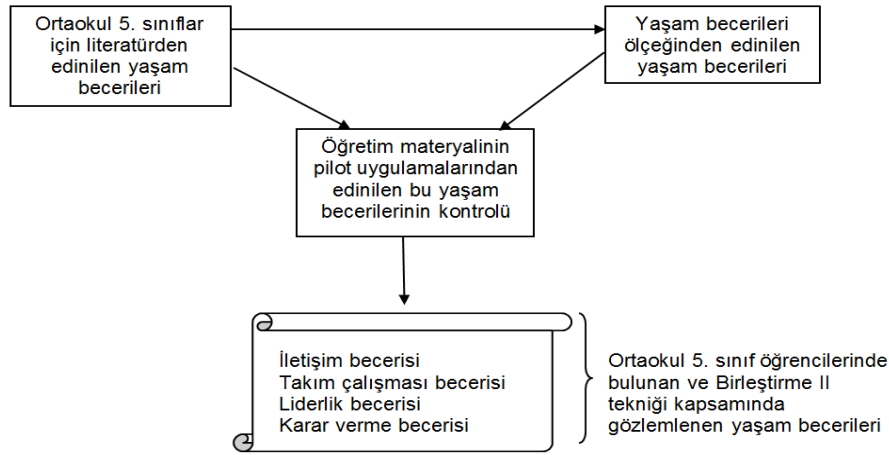 Ortaokul 5. sınıflar
için literatürden
edinilen yaşam
becerileri
Yaşam becerileri
ölçeğinden edinilen
yaşam becerileri
Öğretim materyalinin
pilot uygulamalarından
edinilen bu yaşam
becerilerinin kontrolü
İletişim becerisi
Takım çalışması becerisi
Liderlik becerisi
Karar verme becerisi
Ortaokul 5. sınıf öğrencilerinde
bulunan ve Birleştirme II
tekniği kapsamında
gözlemlenen yaşam becerileri